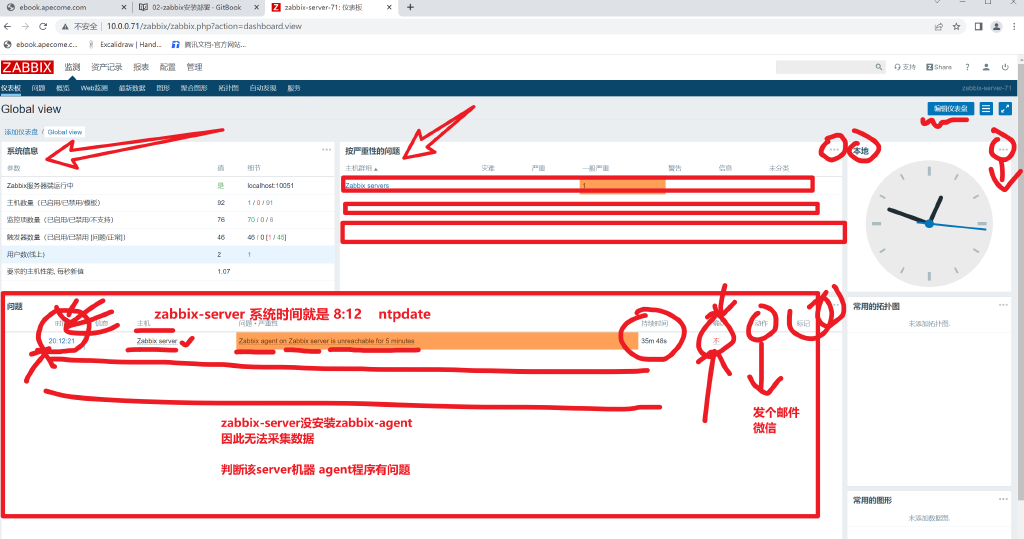 ebook.apecome.com
02-zabbix安装部署 · GitBook
zabbix-server-71: 仪表板
不安全 10.0.0.71/zabbix/zabbix.php?action=dashboard.view
ebook.apecome.c...
Excalidraw | Hand...
腾讯文档-官方网站...
ZABBIX 监测 资产记录 报表 配置 管理
支持 Share ?
仪表板 问题 概览 Web监测 最新数据 图形 聚合图形 拓扑图 自动发现 服务 zabbix-server-71
Global view 编辑仪表盘
添加仪表盘 / Global view
系统信息
参数 值 细节
Zabbix服务器端运行中 是 localhost:10051
主机数量（已启用/已禁用/模板） 92 1 / 0 / 91
监控项数量（已启用/已禁用/不支持） 76 70 / 0 / 6
触发器数量（已启用/已禁用 [问题/正常]） 46 46 / 0 [1 / 45]
用户数(线上) 2 1
要求的主机性能, 每秒新值 1.07
按严重性的问题
主机群组 灾难 严重 一般严重 警告 信息 未分类
Zabbix servers 1
本地
问题
zabbix-server 系统时间就是 8:12 ntpdate
信息 主机 问题 • 严重性 持续时间 动作 标记
20:12:21 Zabbix server Zabbix agent on Zabbix server is unreachable for 5 minutes 35m 48s 不
zabbix-server没安装zabbix-agent
因此无法采集数据
判断该server机器 agent程序有问题
发个邮件
微信
常用的拓扑图
未添加拓扑图.
常用的图形
未添加数据图.